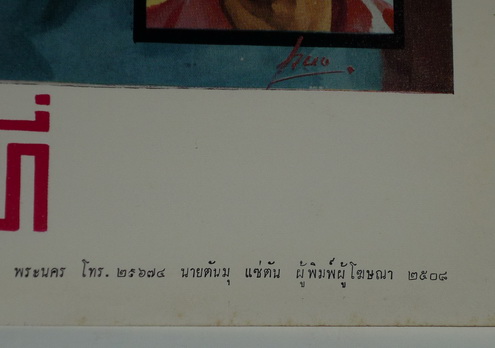 พระนคร โทร. ๒๕๖๗๔ นายตันมุ แซ่ตัน ผู้พิมพ์ผู้โฆษณา ๒๕๐๘